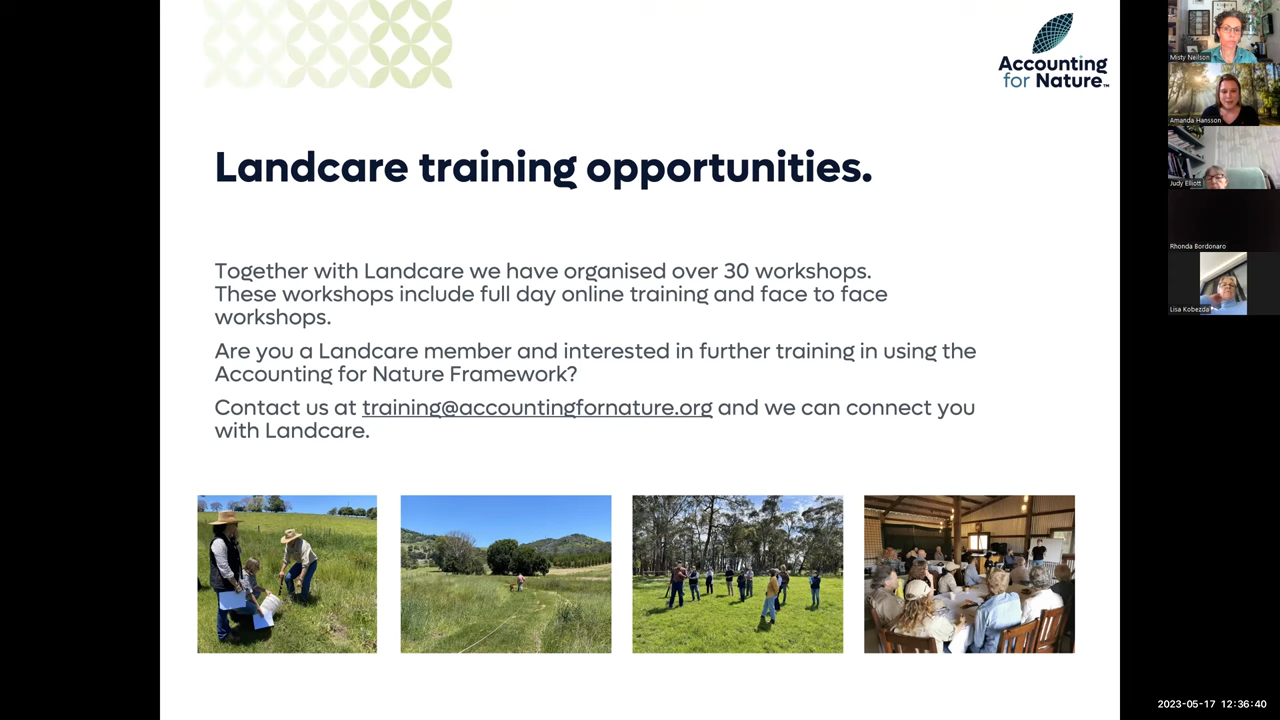 Accounting
for Nature™
Landcare training opportunities.
Together with Landcare we have organised over 30 workshops.
These workshops include full day online training and face to face
workshops.
Are you a Landcare member and interested in further training in using the
Accounting for Nature Framework?
Contact us at training@accountingfornature.org and we can connect you
with Landcare.
Misty Neilson
Amanda Hansson
Judy Elliott
Rhonda Bordonaro
Lisa Kobezda
2023-05-17 12:36:40